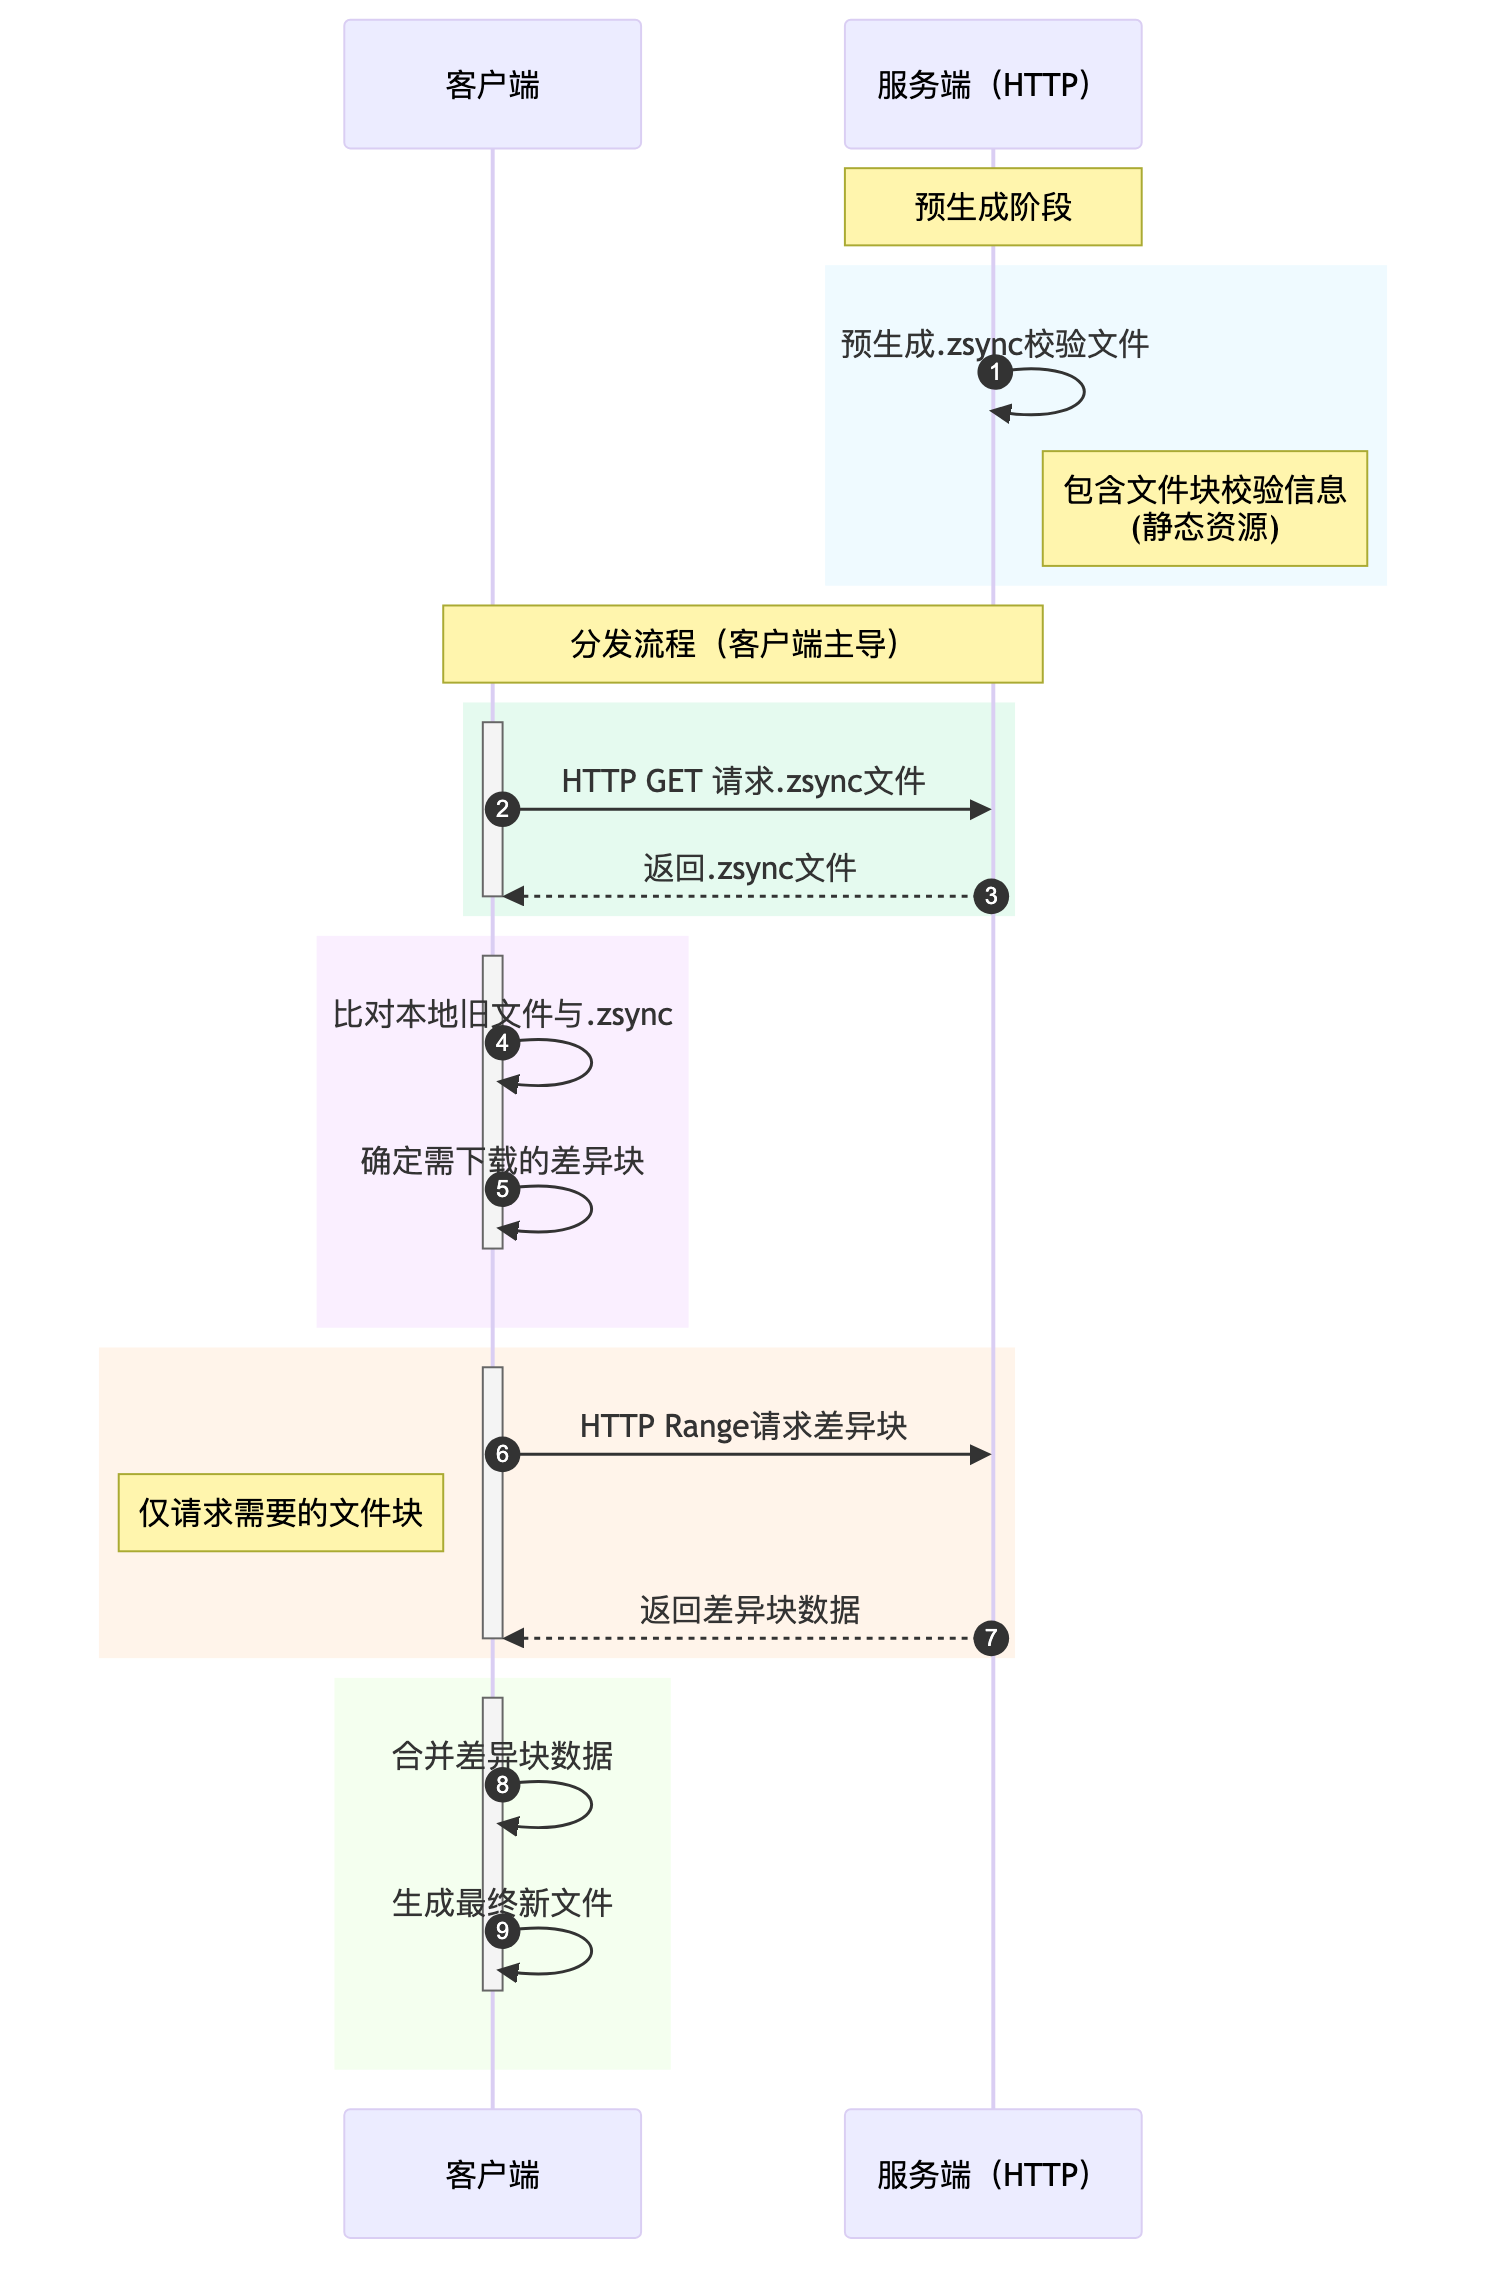 客户端
服务端（HTTP）
预生成阶段
预生成.zsync校验文件
1
包含文件块校验信息
(静态资源)
分发流程（客户端主导）
HTTP GET 请求.zsync文件
2
返回.zsync文件
3
比对本地旧文件与.zsync
4
确定需下载的差异块
5
HTTP Range请求差异块
6
仅请求需要的文件块
返回差异块数据
7
合并差异块数据
8
生成最终新文件
9
客户端
服务端（HTTP）